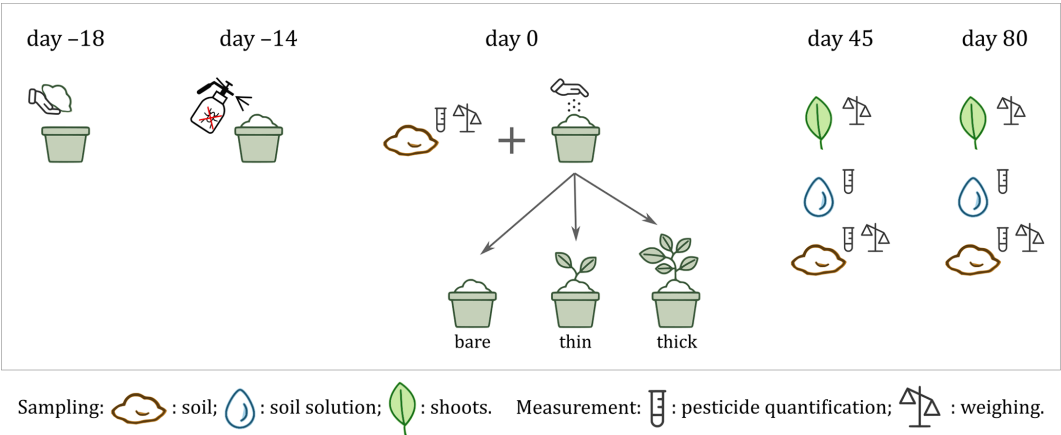 day –18 day –14 day 0 day 45 day 80
bare thin thick
Sampling: : soil; : soil solution; : shoots. Measurement: : pesticide quantification; : weighing.